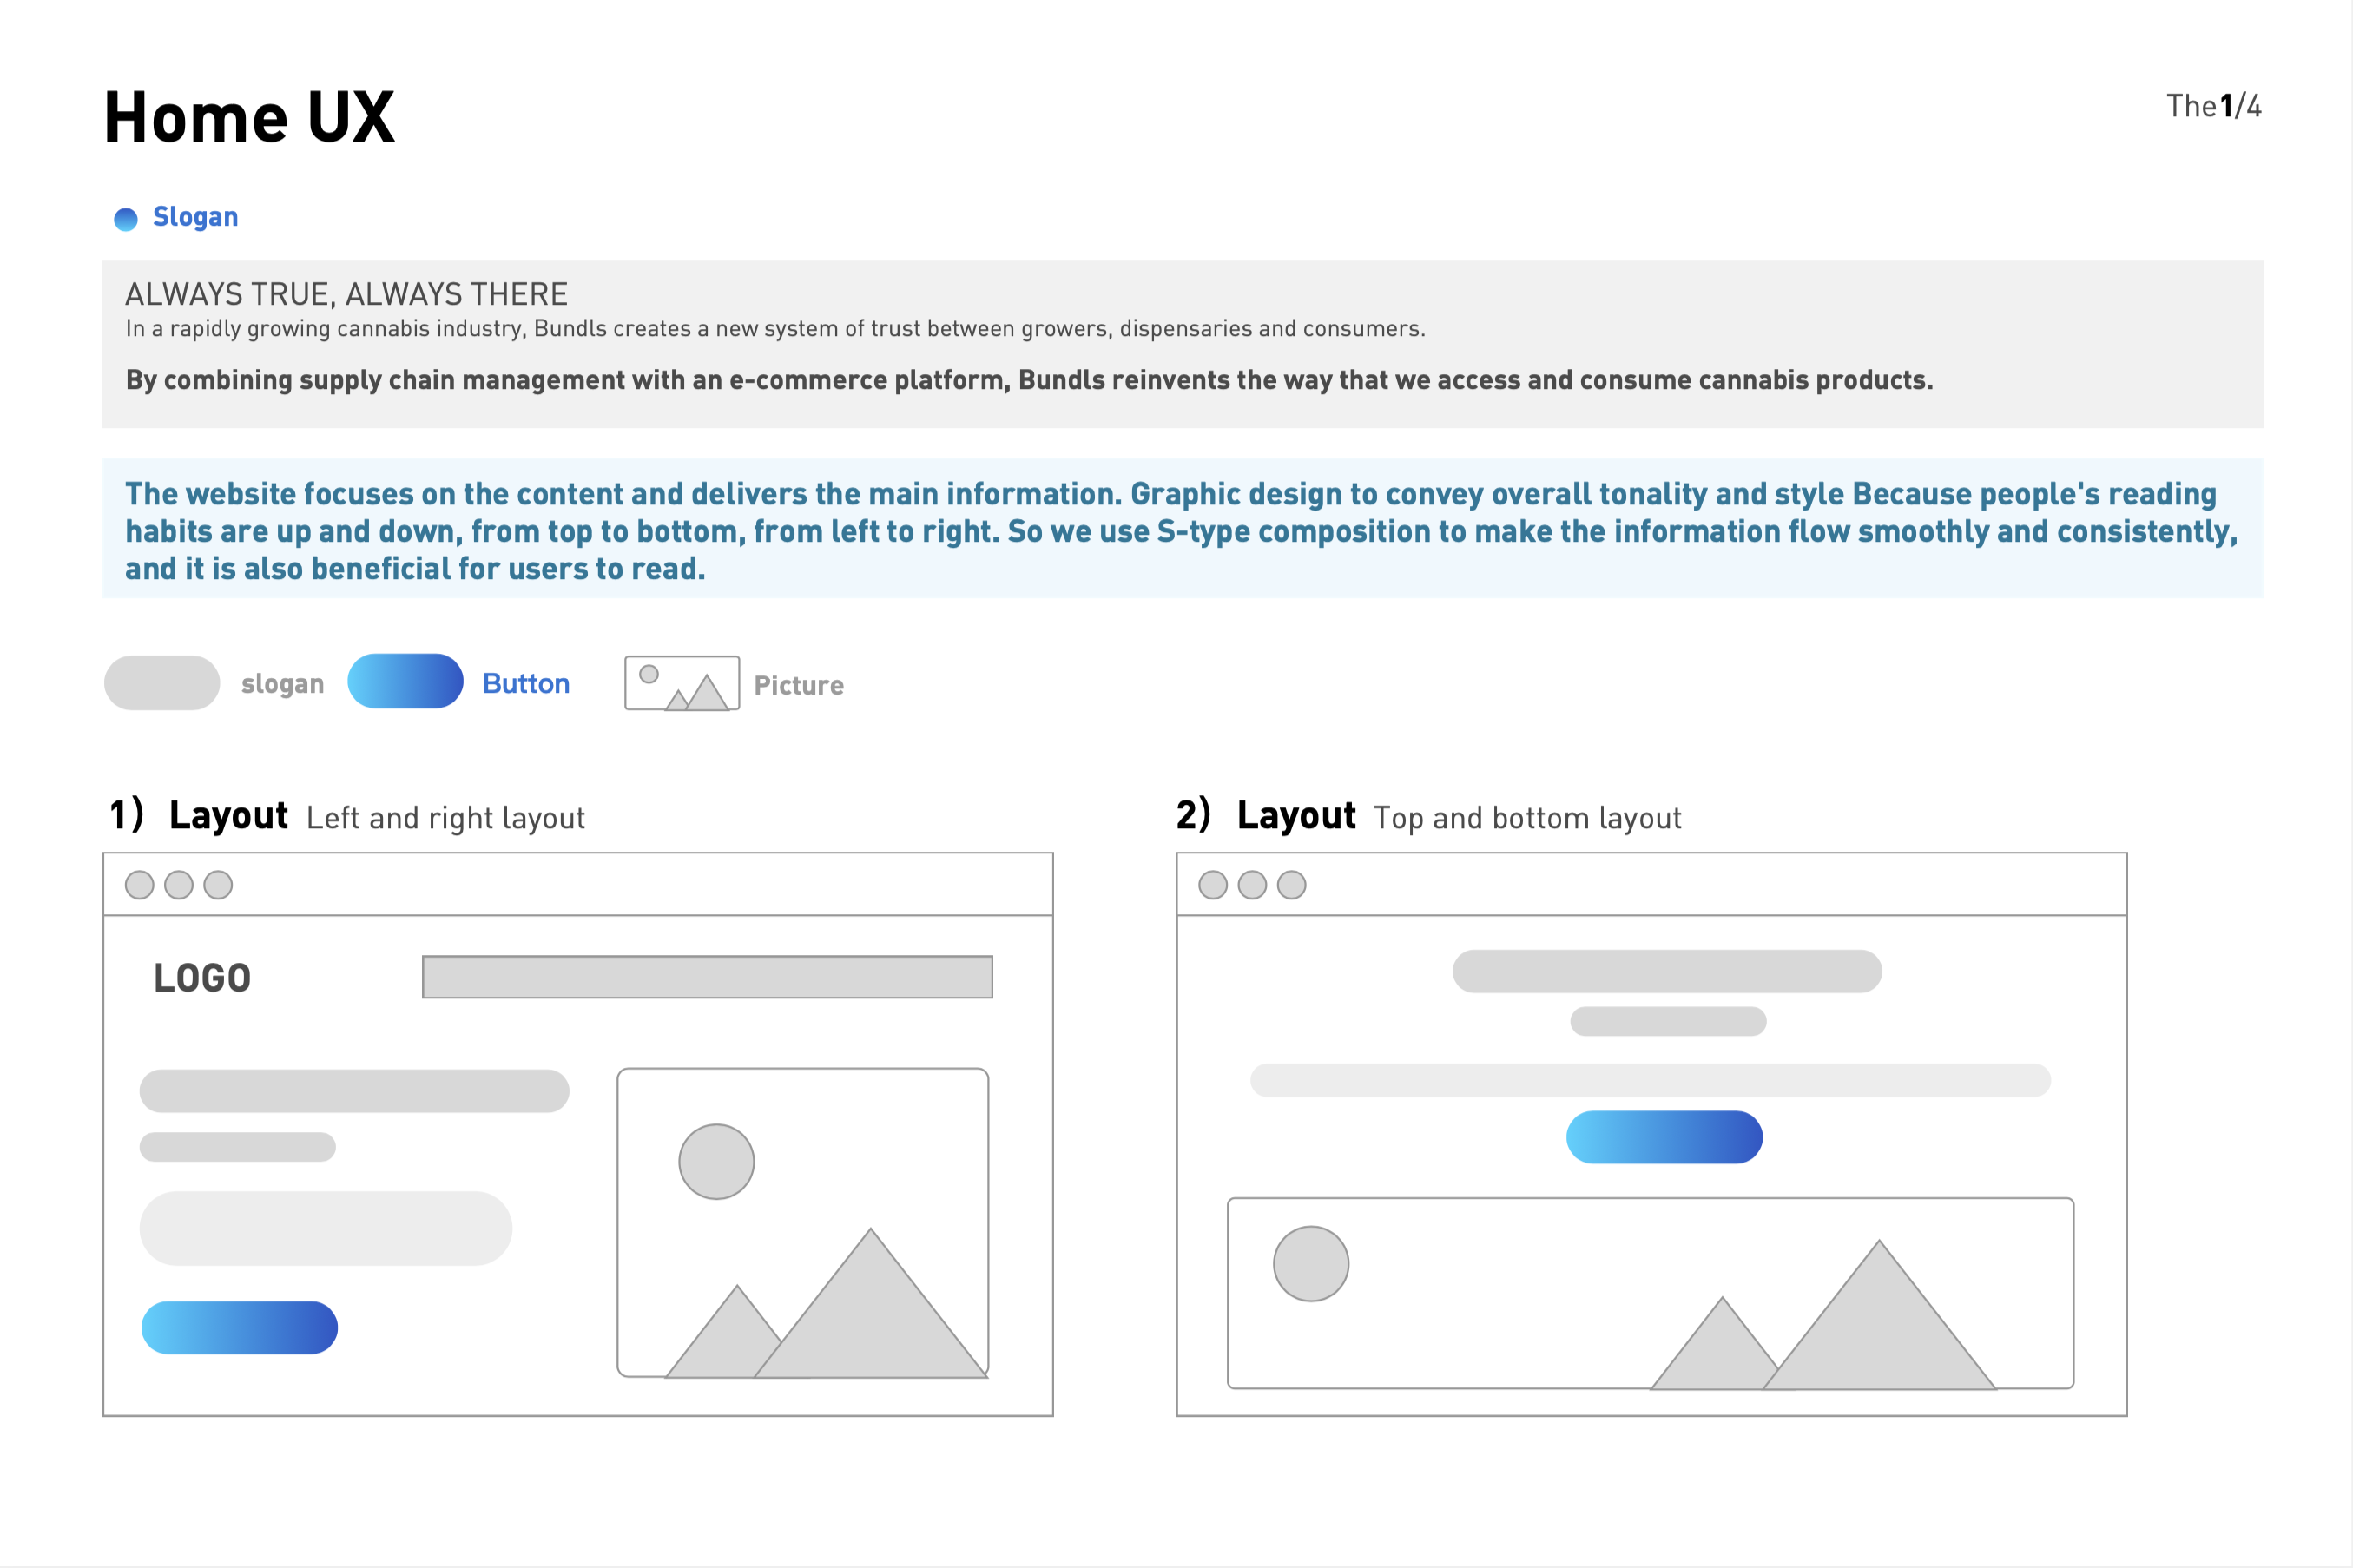 Home UX
The1/4
Slogan
ALWAYS TRUE, ALWAYS THERE
In a rapidly growing cannabis industry, Bundls creates a new system of trust between growers, dispensaries and consumers.
By combining supply chain management with an e-commerce platform, Bundls reinvents the way that we access and consume cannabis products.
The website focuses on the content and delivers the main information. Graphic design to convey overall tonality and style Because people's reading
habits are up and down, from top to bottom, from left to right. So we use S-type composition to make the information flow smoothly and consistently,
and it is also beneficial for users to read.
slogan Button Picture
1) Layout Left and right layout
2) Layout Top and bottom layout
LOGO